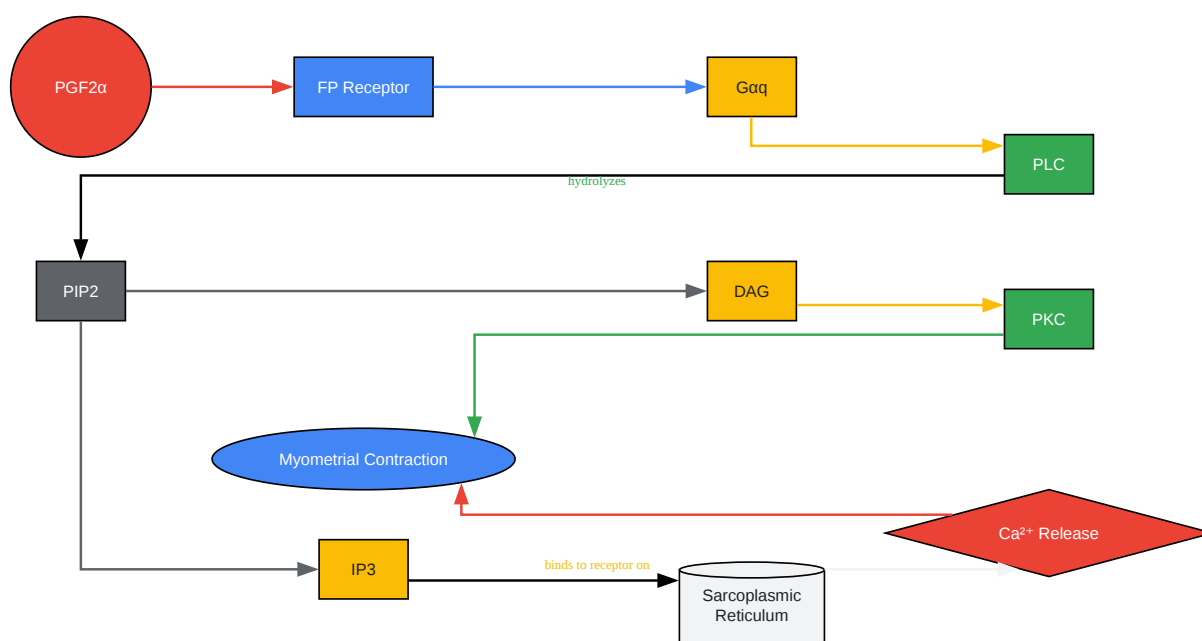 PGF2α
FP Receptor
Gαq
PLC
hydrolyzes
PIP2
DAG
PKC
Myometrial Contraction
Ca²⁺ Release
IP3
binds to receptor on
Sarcoplasmic
Reticulum